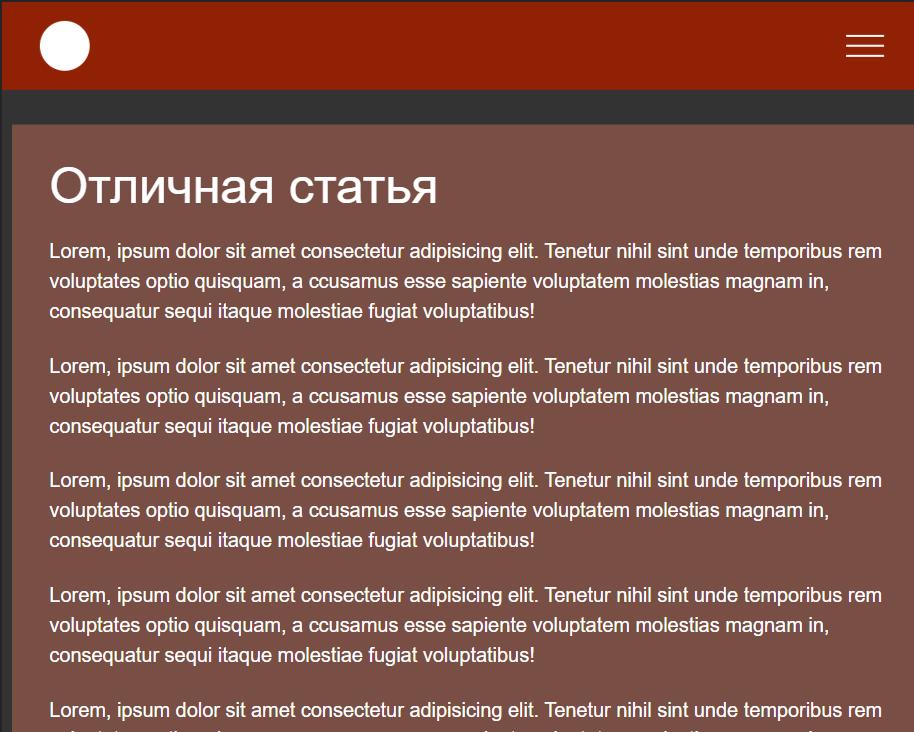 Отличная статья
Lorem, ipsum dolor sit amet consectetur adipisicing elit. Tenetur nihil sint unde temporibus rem
voluptates optio quisquam, a ccusamus esse sapiente voluptatem molestias magnam in,
consequatur sequi itaque molestiae fugiat voluptatibus!
Lorem, ipsum dolor sit amet consectetur adipisicing elit. Tenetur nihil sint unde temporibus rem
voluptates optio quisquam, a ccusamus esse sapiente voluptatem molestias magnam in,
consequatur sequi itaque molestiae fugiat voluptatibus!
Lorem, ipsum dolor sit amet consectetur adipisicing elit. Tenetur nihil sint unde temporibus rem
voluptates optio quisquam, a ccusamus esse sapiente voluptatem molestias magnam in,
consequatur sequi itaque molestiae fugiat voluptatibus!
Lorem, ipsum dolor sit amet consectetur adipisicing elit. Tenetur nihil sint unde temporibus rem
voluptates optio quisquam, a ccusamus esse sapiente voluptatem molestias magnam in,
consequatur sequi itaque molestiae fugiat voluptatibus!
Lorem, ipsum dolor sit amet consectetur adipisicing elit. Tenetur nihil sint unde temporibus rem